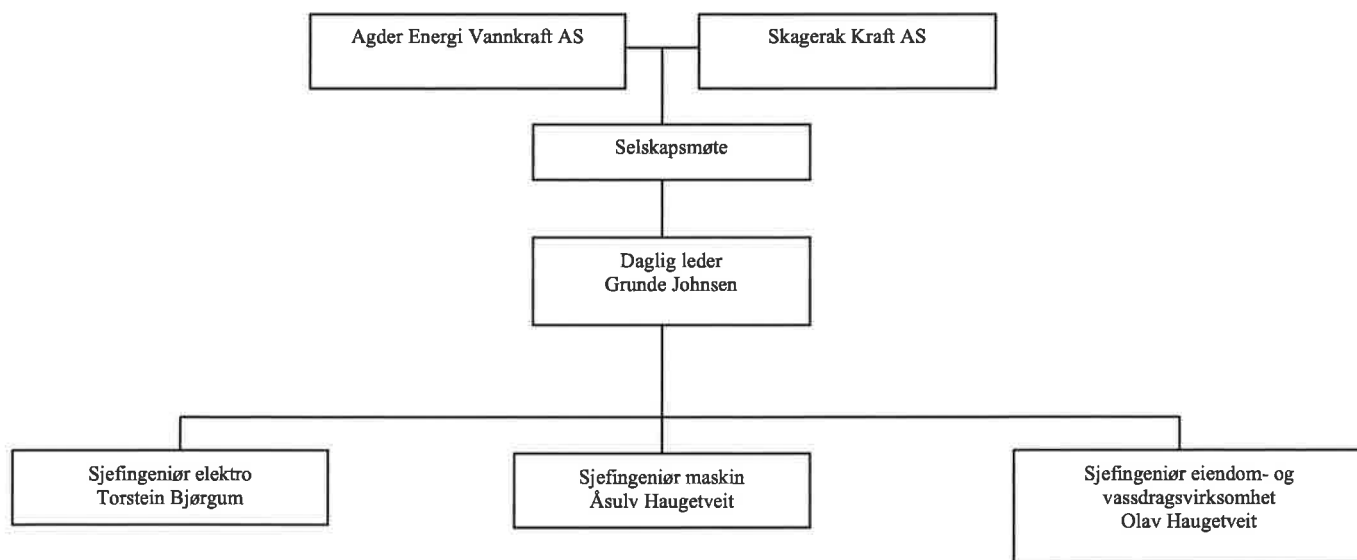 Agder Energi Vannkraft AS
Skagerak Kraft AS
Selskapsmøte
Daglig leder
Grunde Johnsen
Sjefingeniør elektro
Torstein Bjørgum
Sjefingeniør maskin
Åsulv Haugetveit
Sjefingeniør eiendom- og
vassdragsvirksomhet
Olav Haugetveit